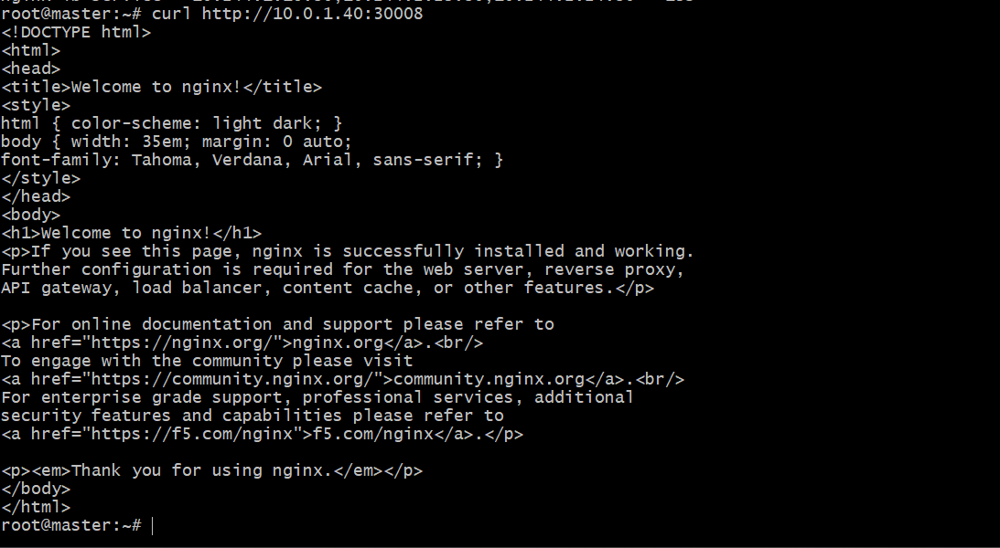 root@master:~# curl http://10.0.1.40:30008
<!DOCTYPE html>
<html>
<head>
<title>Welcome to nginx!</title>
<style>
html { color-scheme: light dark; }
body { width: 35em; margin: 0 auto;
font-family: Tahoma, Verdana, Arial, sans-serif; }
</style>
</head>
<body>
<h1>Welcome to nginx!</h1>
<p>If you see this page, nginx is successfully installed and working.
Further configuration is required for the web server, reverse proxy,
API gateway, load balancer, content cache, or other features.</p>

<p>For online documentation and support please refer to
<a href="https://nginx.org/">nginx.org</a>.<br/>
To engage with the community please visit
<a href="https://community.nginx.org/">community.nginx.org</a>.<br/>
For enterprise grade support, professional services, additional
security features and capabilities please refer to
<a href="https://f5.com/nginx">f5.com/nginx</a>.</p>

<p><em>Thank you for using nginx.</em></p>
</body>
</html>
root@master:~#